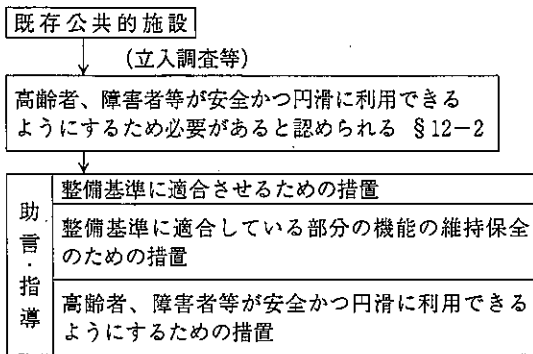 既存公共的施設
(立入調査等)
高齢者、障害者等が安全かつ円滑に利用できる
ようにするため必要があると認められる §12-2
助言・指導
整備基準に適合させるための措置
整備基準に適合している部分の機能の維持保全
のための措置
高齢者、障害者等が安全かつ円滑に利用できる
ようにするための措置